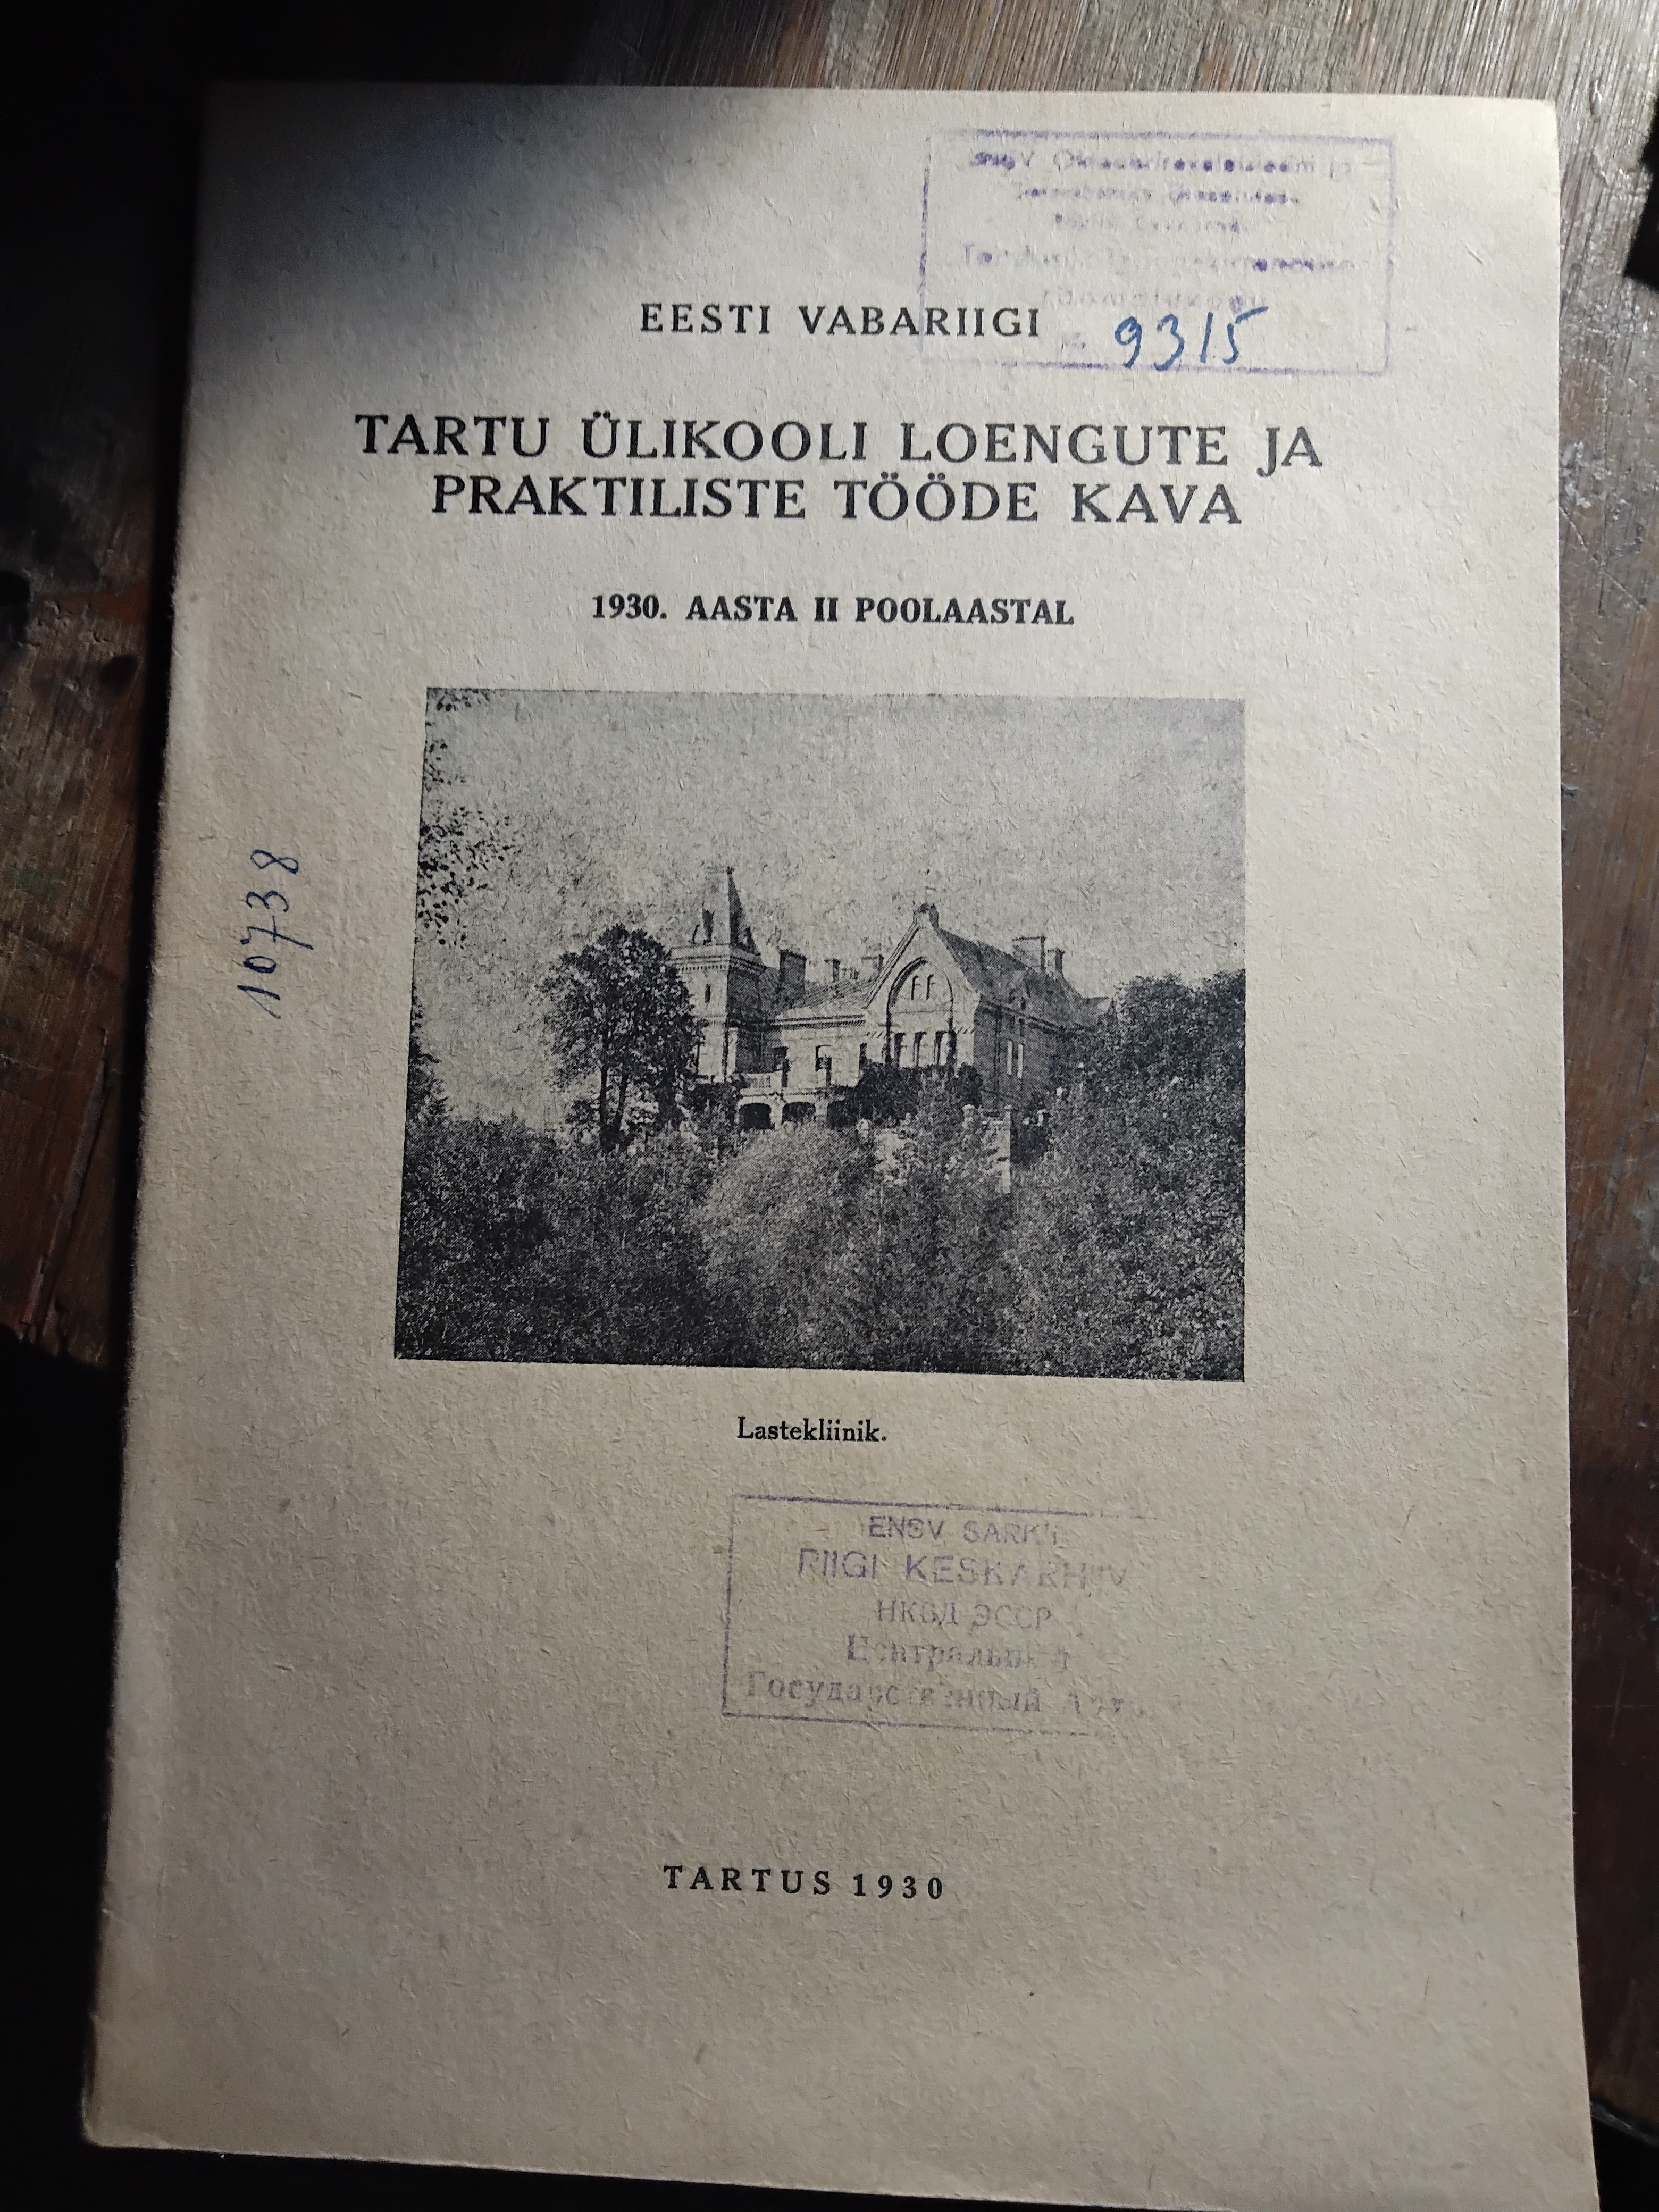 EESTI VABARIIGI
9315
TARTU ÜLIKOOLI LOENGUTE JA
PRAKTILISTE TÖÖDE KAVA
1930. AASTA II POOLAASTAL
10738
Lastekliinik.
ENSV SARK
RIIGI KESKARHIIV
НКВД ЭССР
Государственный
TARTUS 1930